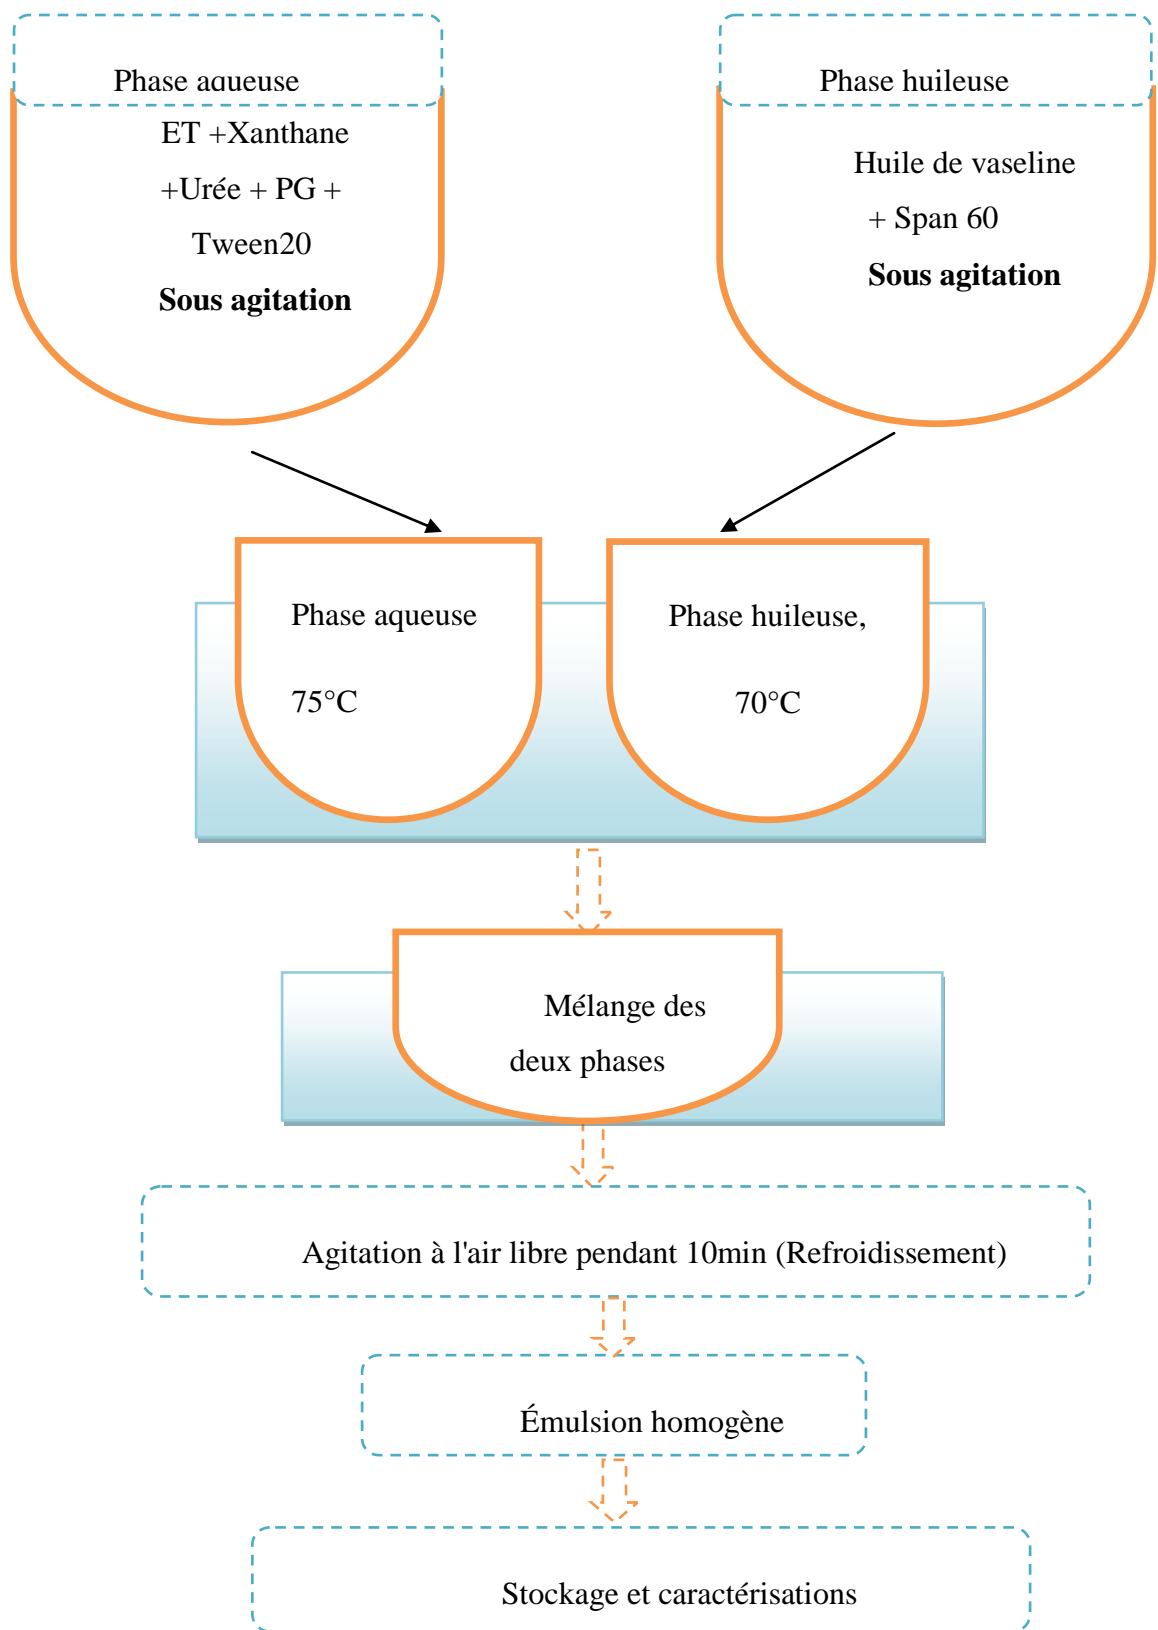 Phase aqueuse
ET +Xanthane
+Urée + PG +
Tween20
Sous agitation
Phase huileuse
Huile de vaseline
+ Span 60
Sous agitation
Phase aqueuse
75°C
Phase huileuse,
70°C
Mélange des
deux phases
Agitation à l'air libre pendant 10min (Refroidissement)
Émulsion homogène
Stockage et caractérisations